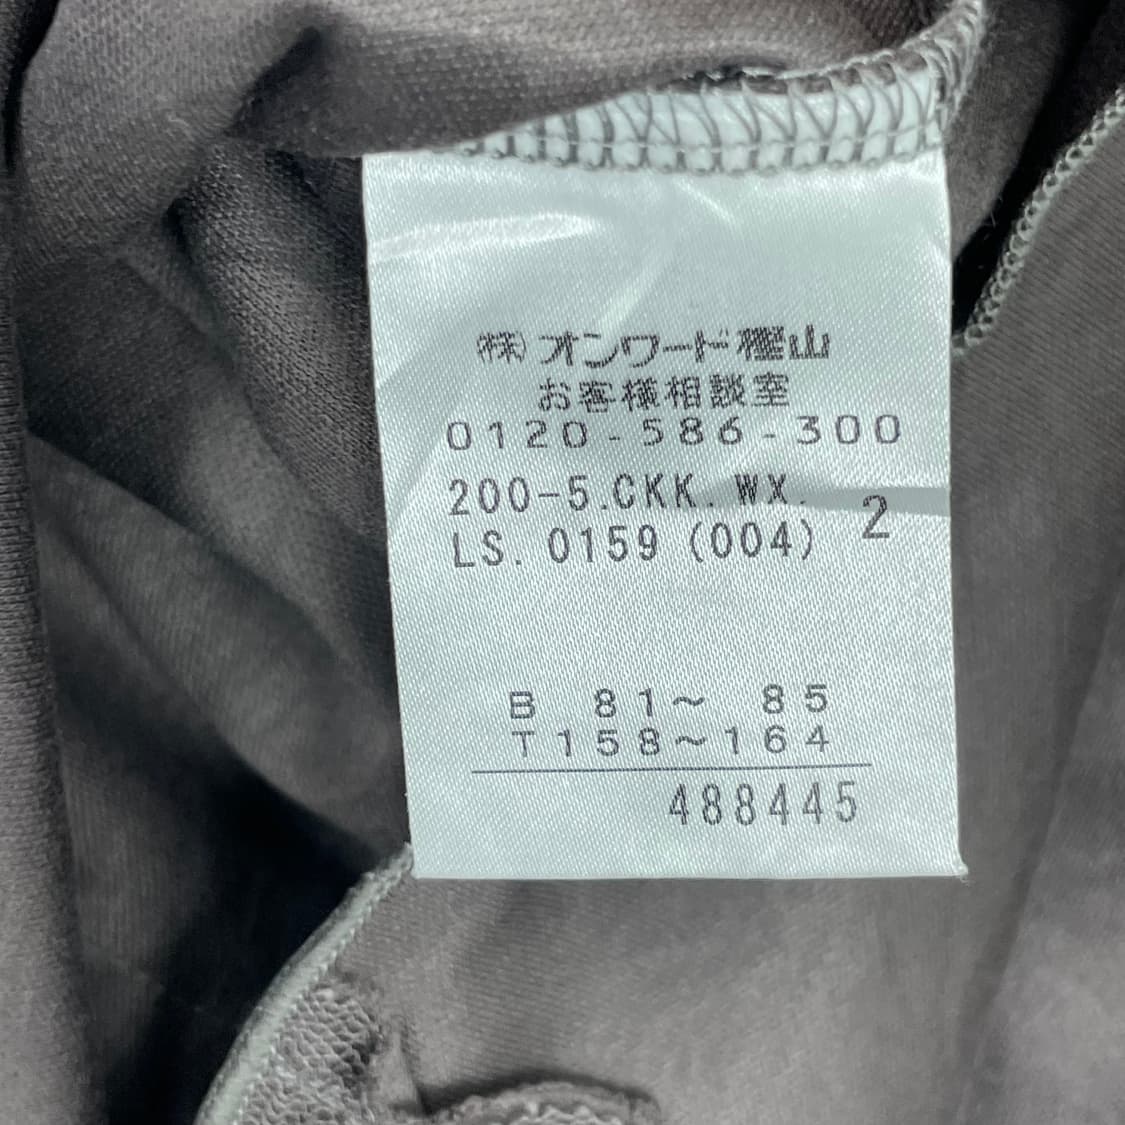 ㈱オンワード樫山
お客様相談室
0120-586-300
200-5.CKK.WX.
LS.0159(004) 2
B 81～ 85
T158～164
488445